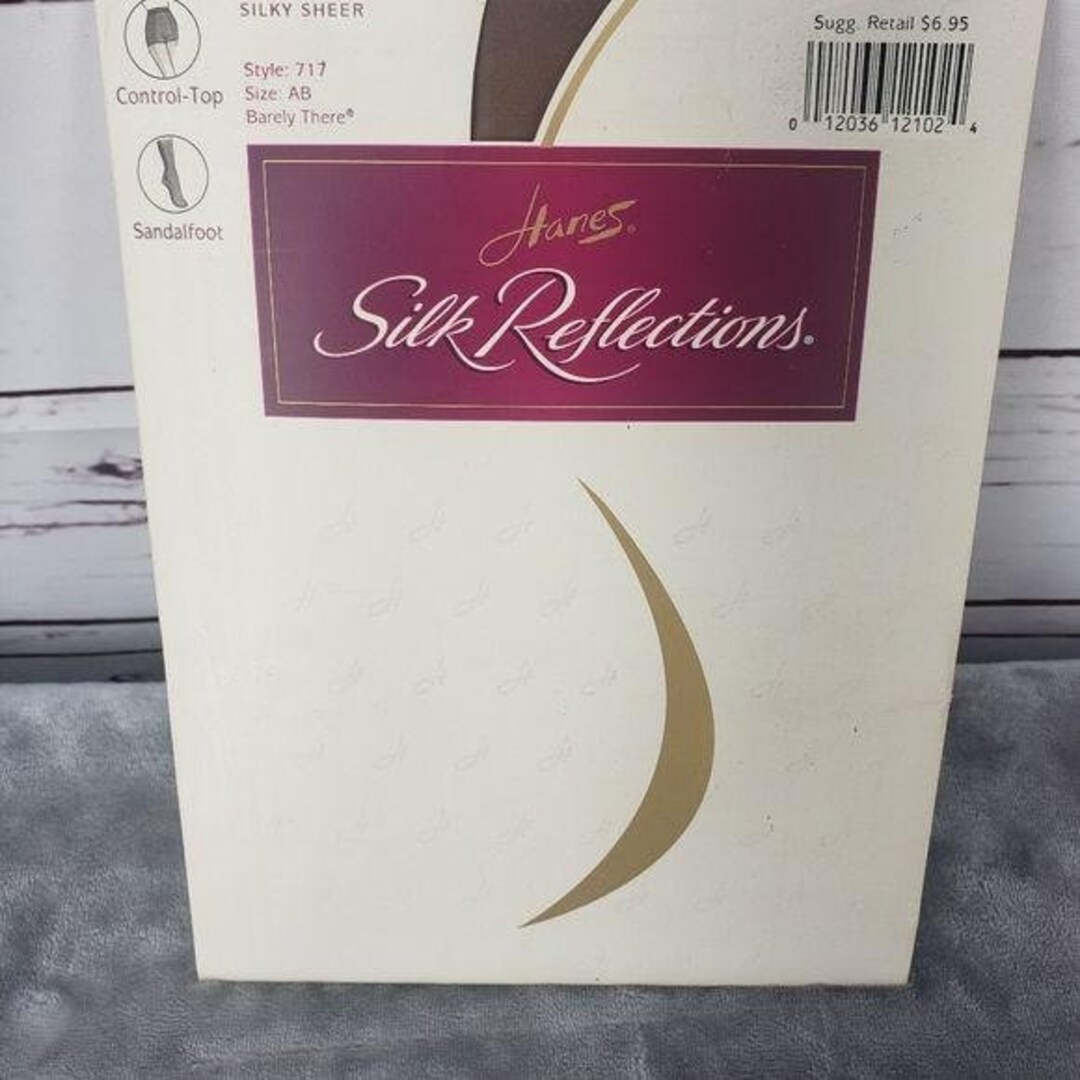 SILKY SHEER
Control-Top
Style: 717
Size: AB
Barely There®
Sandalfoot
Sugg. Retail $6.95
0 12036 12102 4
Hanes®
Silk Reflections®